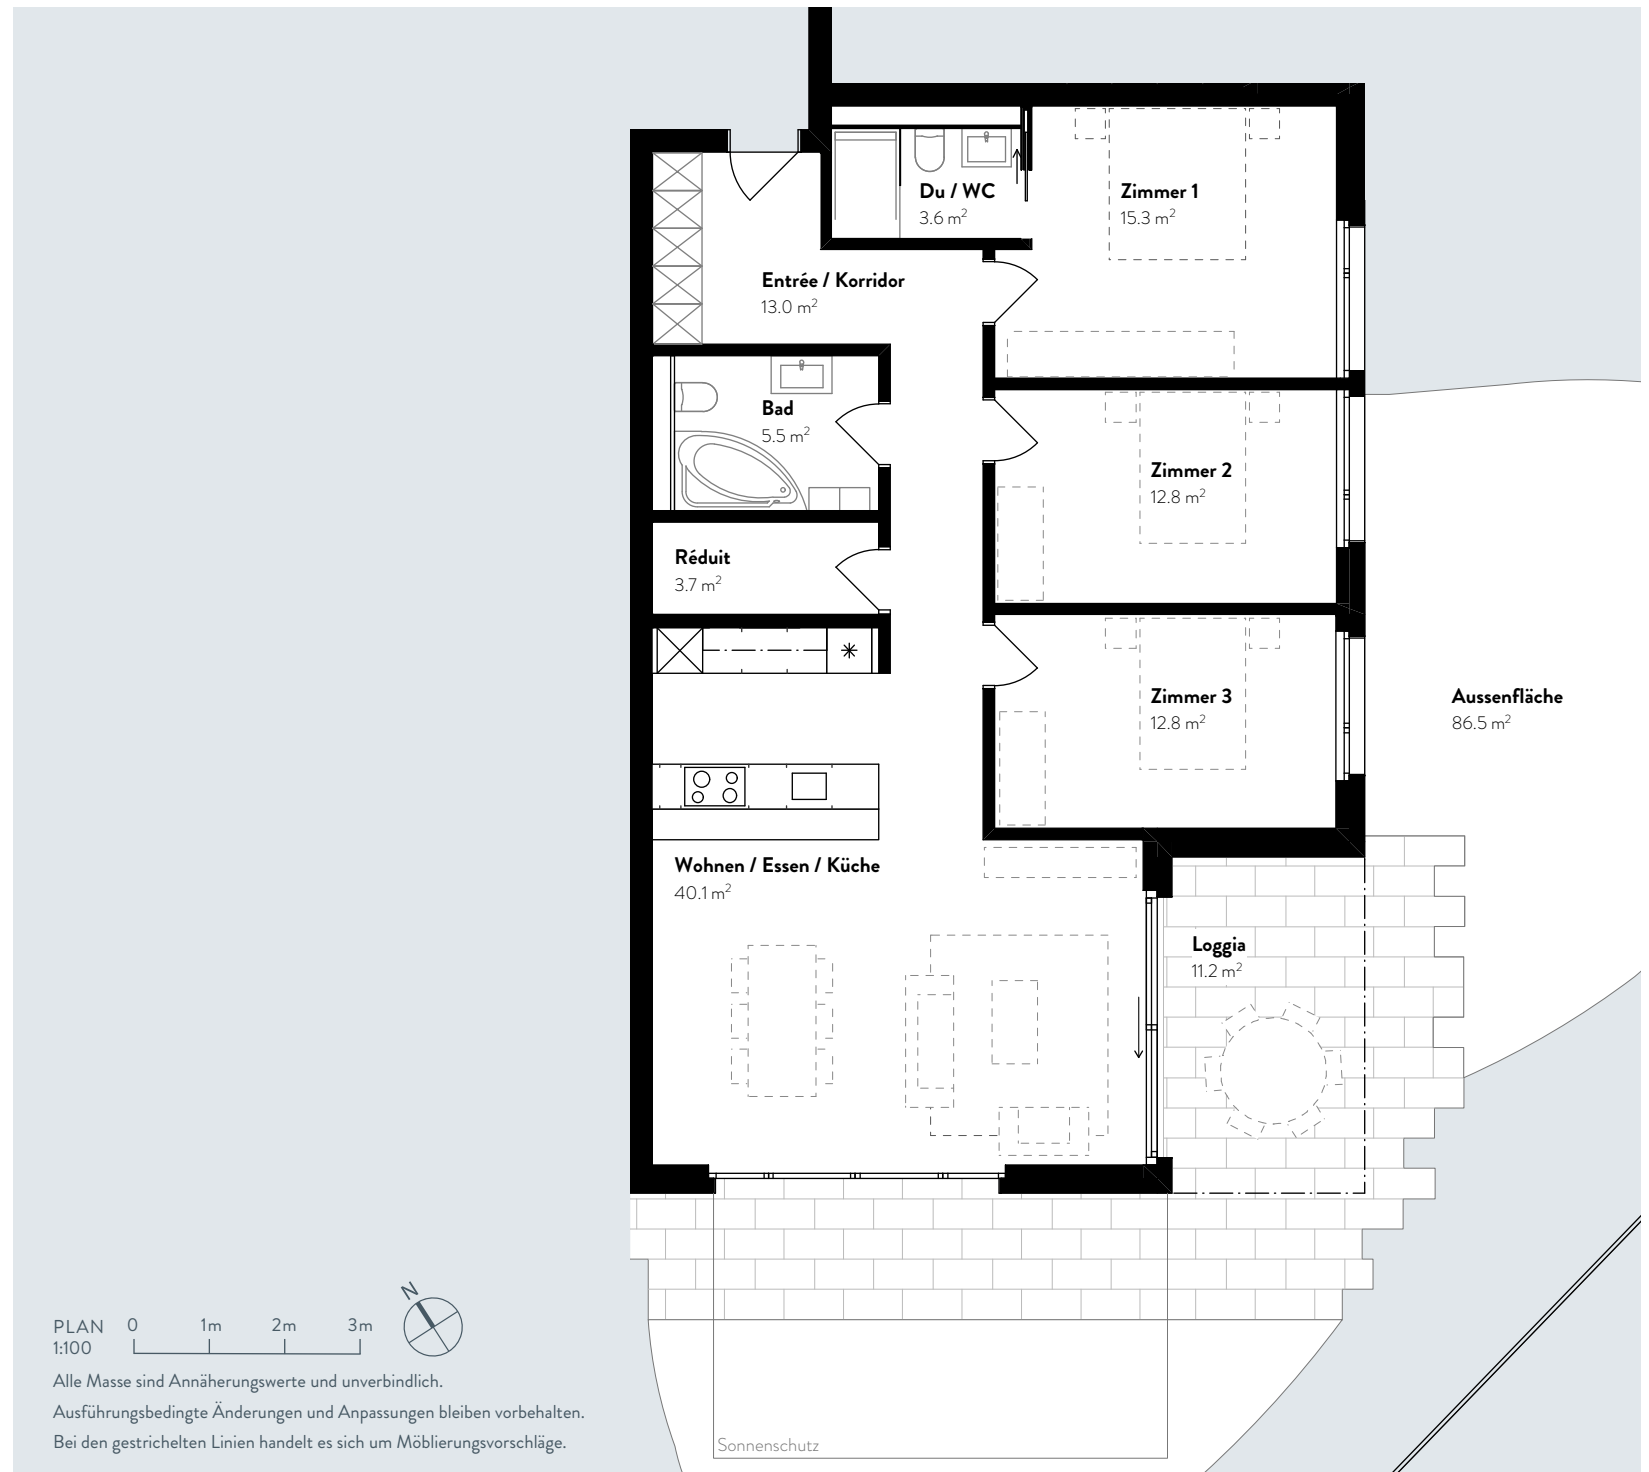 Du / WC
3.6 m²
Zimmer 1
15.3 m²
Entrée / Korridor
13.0 m²
Bad
5.5 m²
Zimmer 2
12.8 m²
Réduit
3.7 m²
Zimmer 3
12.8 m²
Aussenfläche
86.5 m²
Wohnen / Essen / Küche
40.1 m²
Loggia
11.2 m²
N
PLAN 0 1m 2m 3m
1:100
Alle Masse sind Annäherungswerte und unverbindlich.
Ausführungsbedingte Änderungen und Anpassungen bleiben vorbehalten.
Bei den gestrichelten Linien handelt es sich um Möblierungsvorschläge.
Sonnenschutz